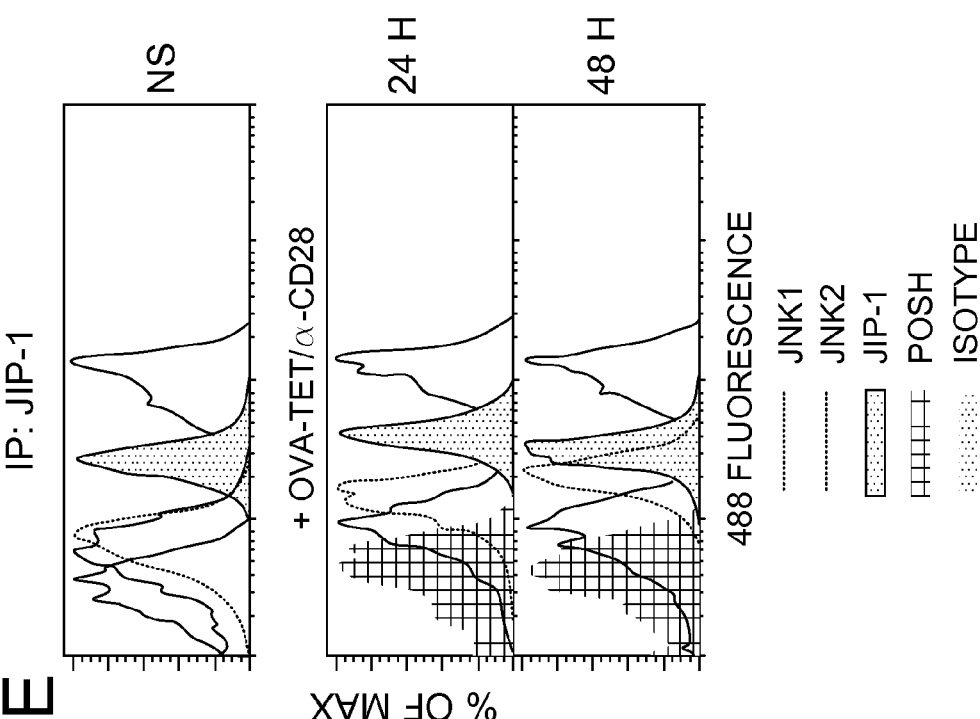 E
IP: JIP-1
NS
+ OVA-TET/α-CD28
24 H
48 H
% OF MAX
488 FLUORESCENCE
JNK1
JNK2
JIP-1
POSH
ISOTYPE